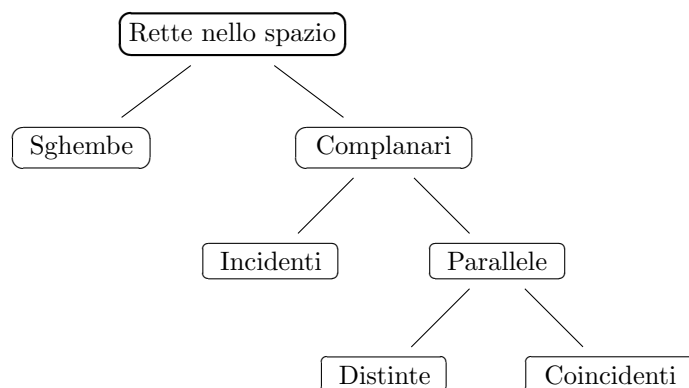 Rette nello spazio
Sghembe
Complanari
Incidenti
Parallele
Distinte
Coincidenti